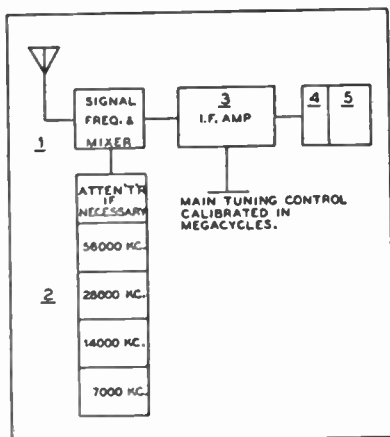 SIGNAL
FREQ. &
MIXER
1
3
I.F. AMP
4 5
ATTEN'T'R
IF
NECESSARY
MAIN TUNING CONTROL
CALIBRATED IN
MEGACYCLES.
56000 KC.
2
28000 KC.
14000 KC.
7000 KC.